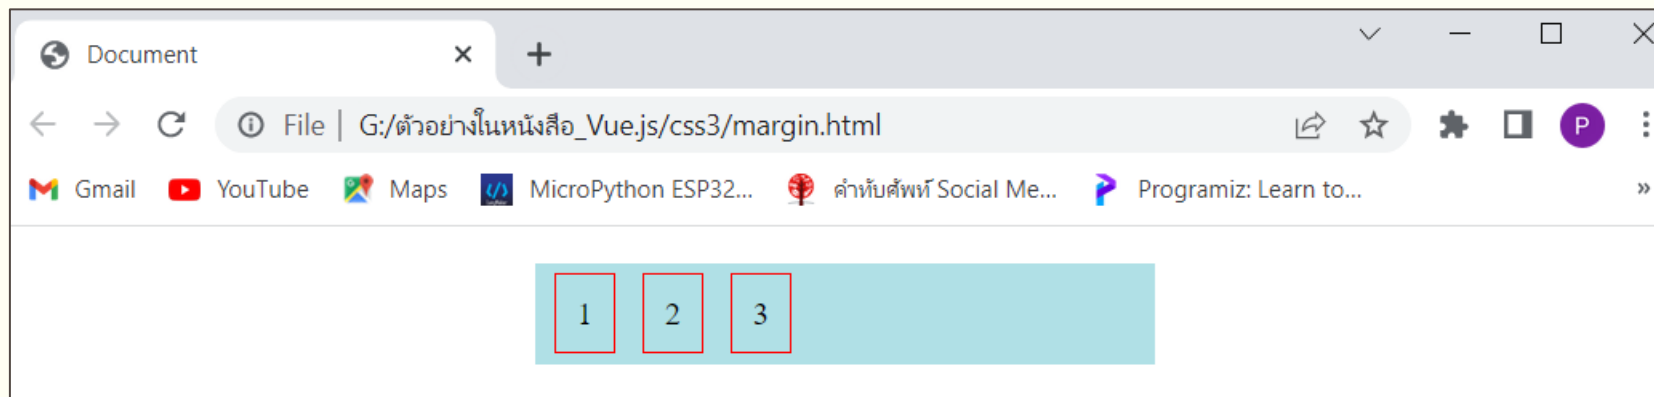 Document
File | G:/ตัวอย่างในหนังสือ_Vue.js/css3/margin.html P
Gmail YouTube Maps MicroPython ESP32... คำทับศัพท์ Social Me... Programiz: Learn to... »
1 2 3